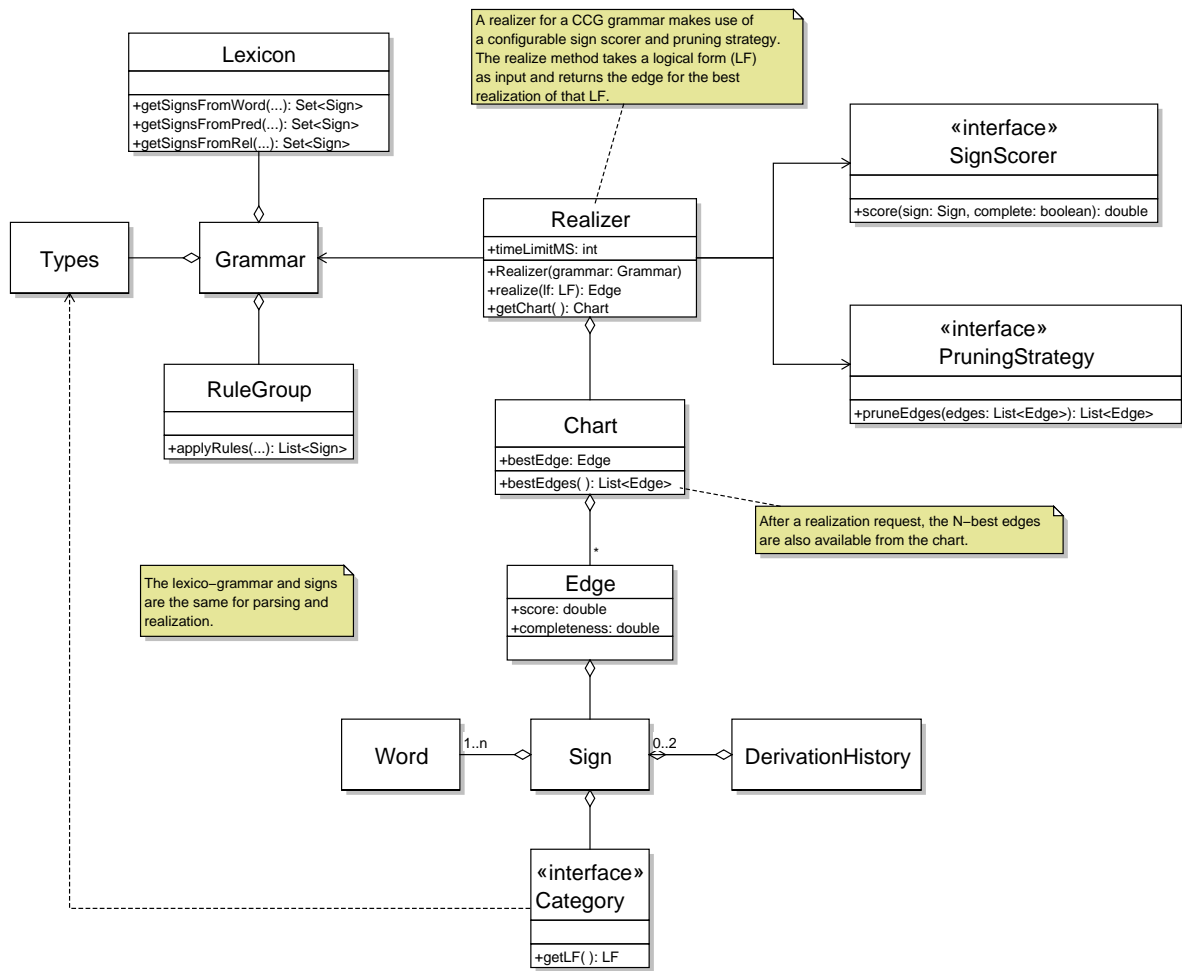 A realizer for a CCG grammar makes use of
a configurable sign scorer and pruning strategy.
The realize method takes a logical form (LF)
as input and returns the edge for the best
realization of that LF.
Lexicon
+getSignsFromWord(...): Set<Sign>
+getSignsFromPred(...): Set<Sign>
+getSignsFromRel(...): Set<Sign>
«interface»
SignScorer
+score(sign: Sign, complete: boolean): double
Types
Grammar
Realizer
+timeLimitMS: int
+Realizer(grammar: Grammar)
+realize(lf: LF): Edge
+getChart( ): Chart
«interface»
PruningStrategy
+pruneEdges(edges: List<Edge>): List<Edge>
RuleGroup
+applyRules(...): List<Sign>
Chart
+bestEdge: Edge
+bestEdges( ): List<Edge>
After a realization request, the N−best edges
are also available from the chart.
*
The lexico−grammar and signs
are the same for parsing and
realization.
Edge
+score: double
+completeness: double
Word
1..n
Sign
0..2
DerivationHistory
«interface»
Category
+getLF( ): LF